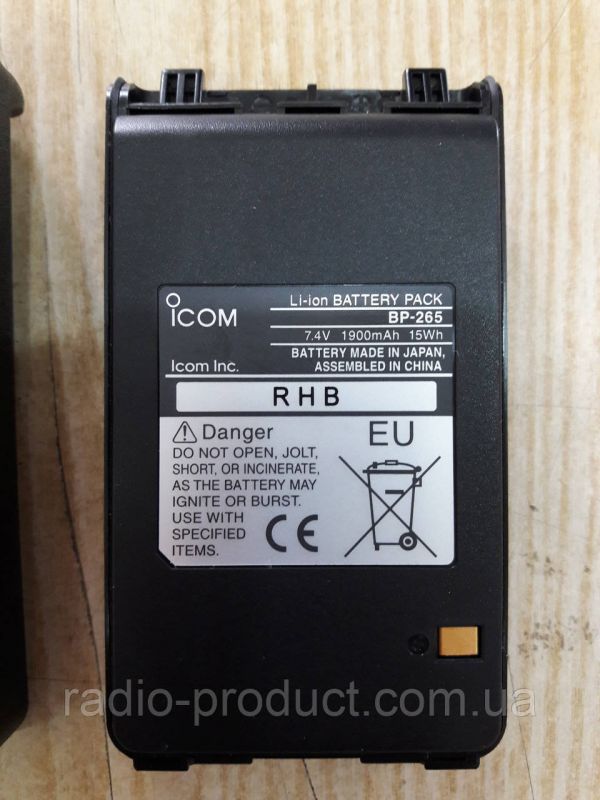 ICOM
Li-ion BATTERY PACK
BP-265
7.4V 1900mAh 15Wh
BATTERY MADE IN JAPAN,
ASSEMBLED IN CHINA
Icom Inc.
RHB
Danger
DO NOT OPEN, JOLT,
SHORT, OR INCINERATE,
AS THE BATTERY MAY
IGNITE OR BURST.
USE WITH
SPECIFIED
ITEMS.
EU
CE
radio-product.com.ua